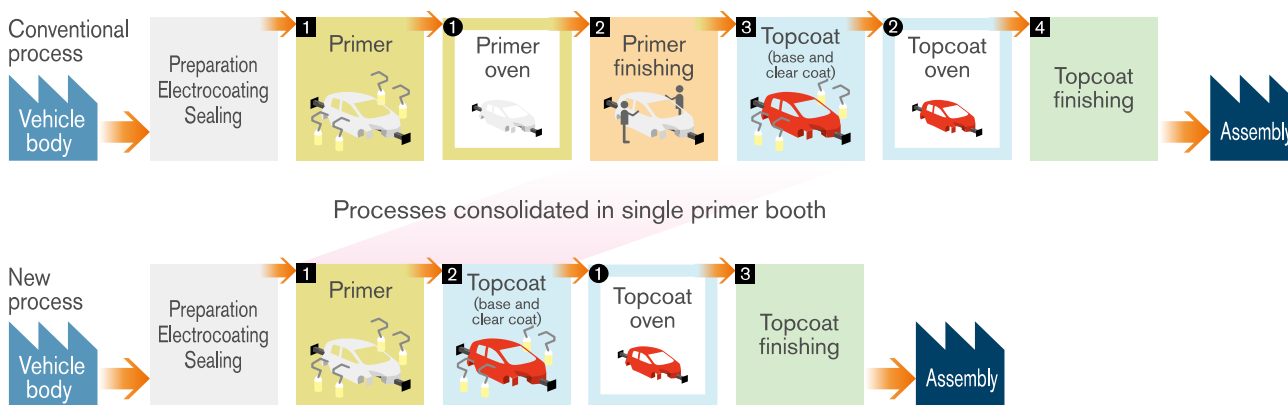 Conventional
process
Vehicle
body
Preparation
Electrocoating
Sealing
1
Primer
1
Primer
oven
2
Primer
finishing
3
Topcoat
(base and
clear coat)
2
Topcoat
oven
4
Topcoat
finishing
Assembly
Processes consolidated in single primer booth
New
process
Vehicle
body
Preparation
Electrocoating
Sealing
1
Primer
2
Topcoat
(base and
clear coat)
1
Topcoat
oven
3
Topcoat
finishing
Assembly